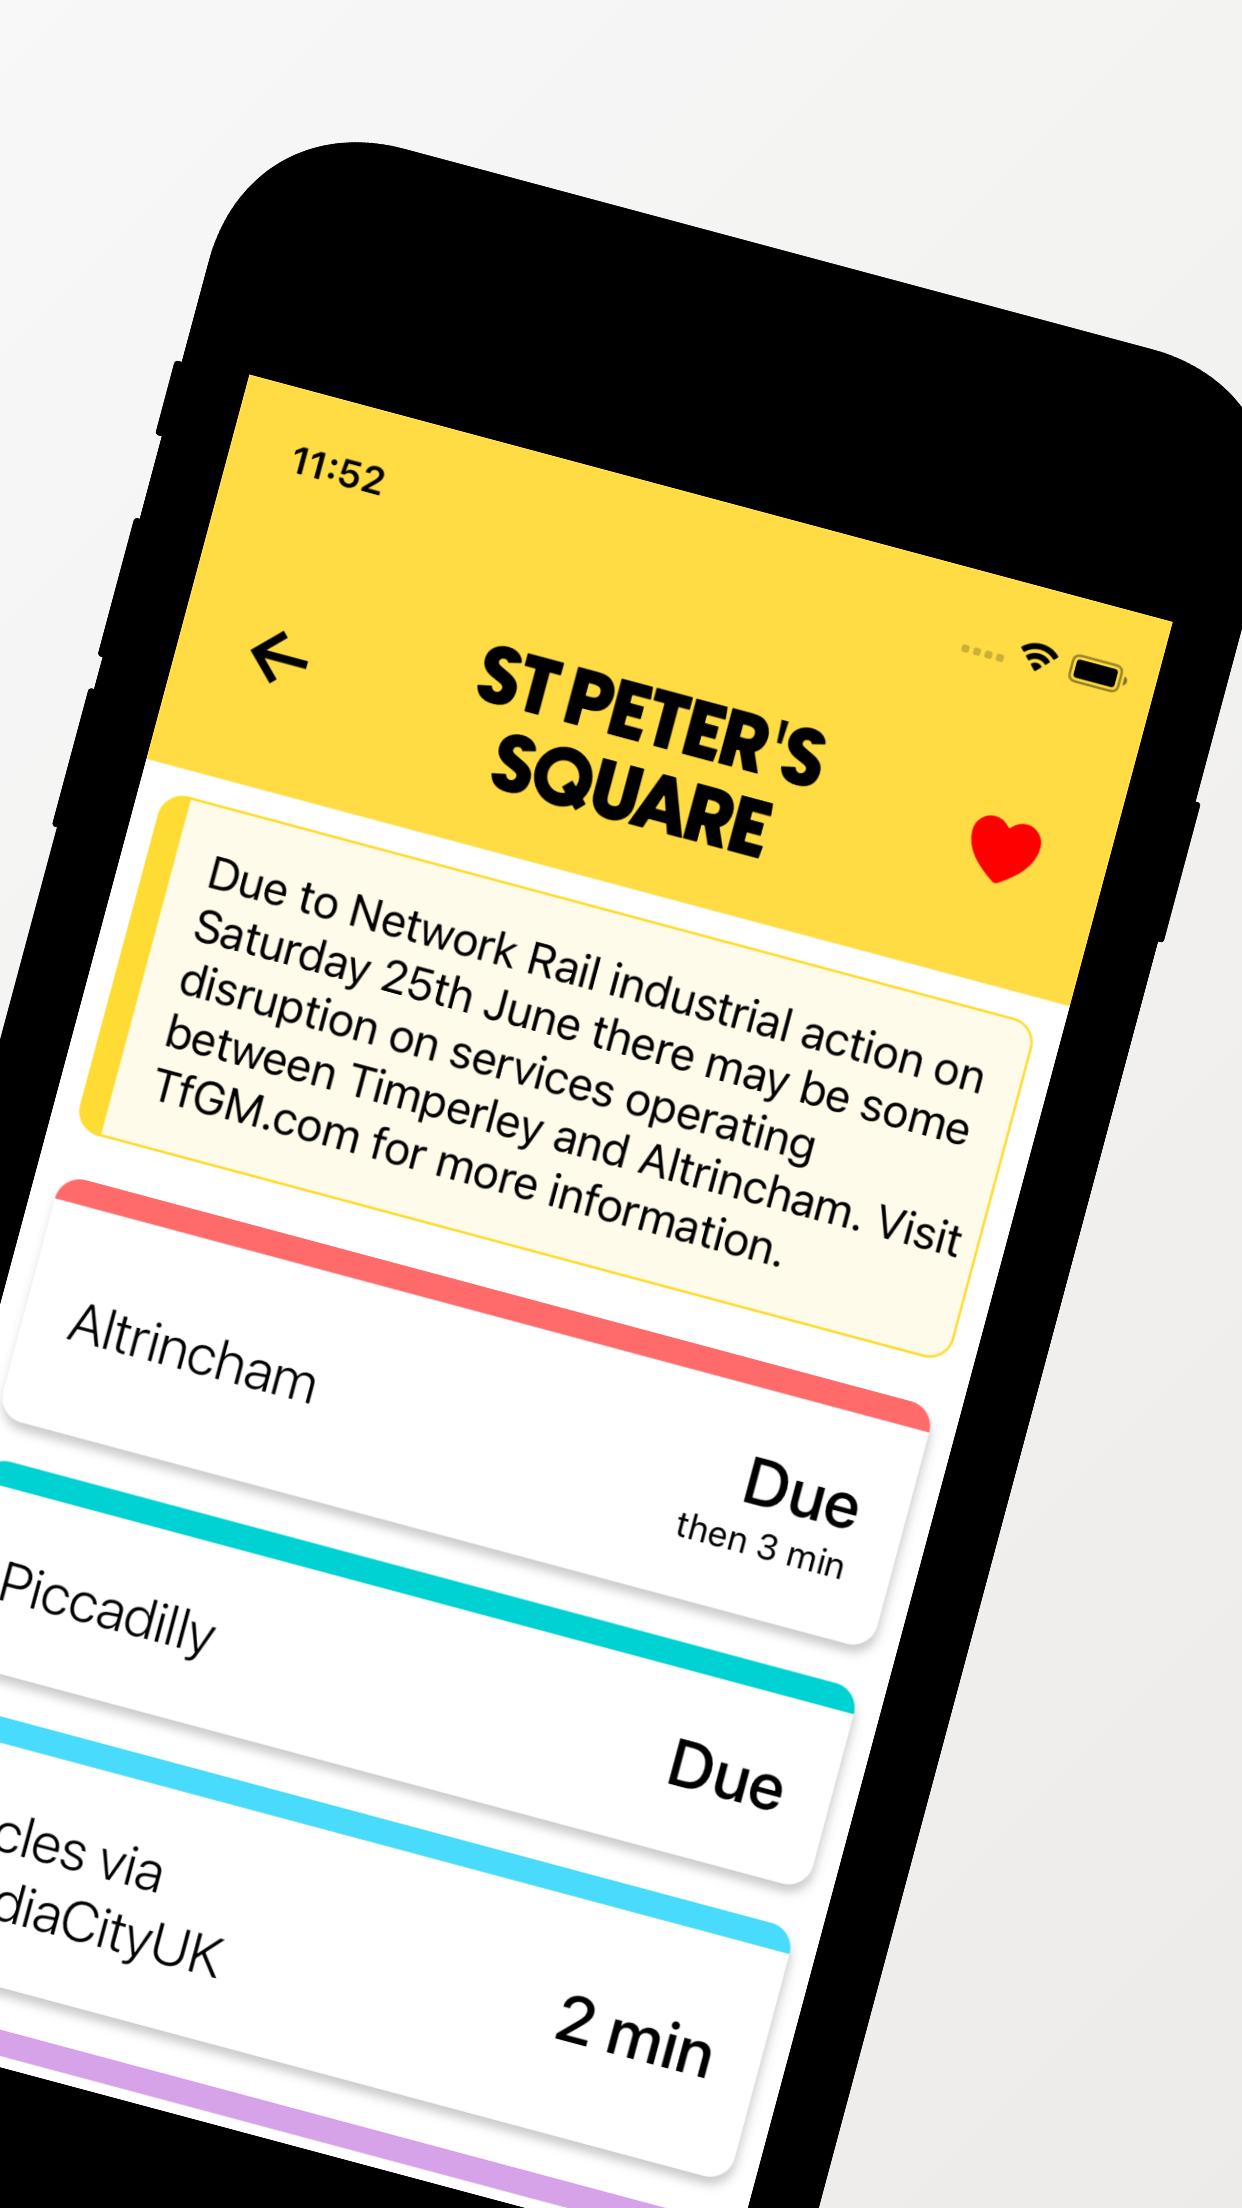 11:52
ST PETER'S
SQUARE
Due to Network Rail industrial action on
Saturday 25th June there may be some
disruption on services operating
between Timperley and Altrincham. Visit
TfGM.com for more information.
Altrincham
Due
then 3 min
Piccadilly
Due
via
2 min